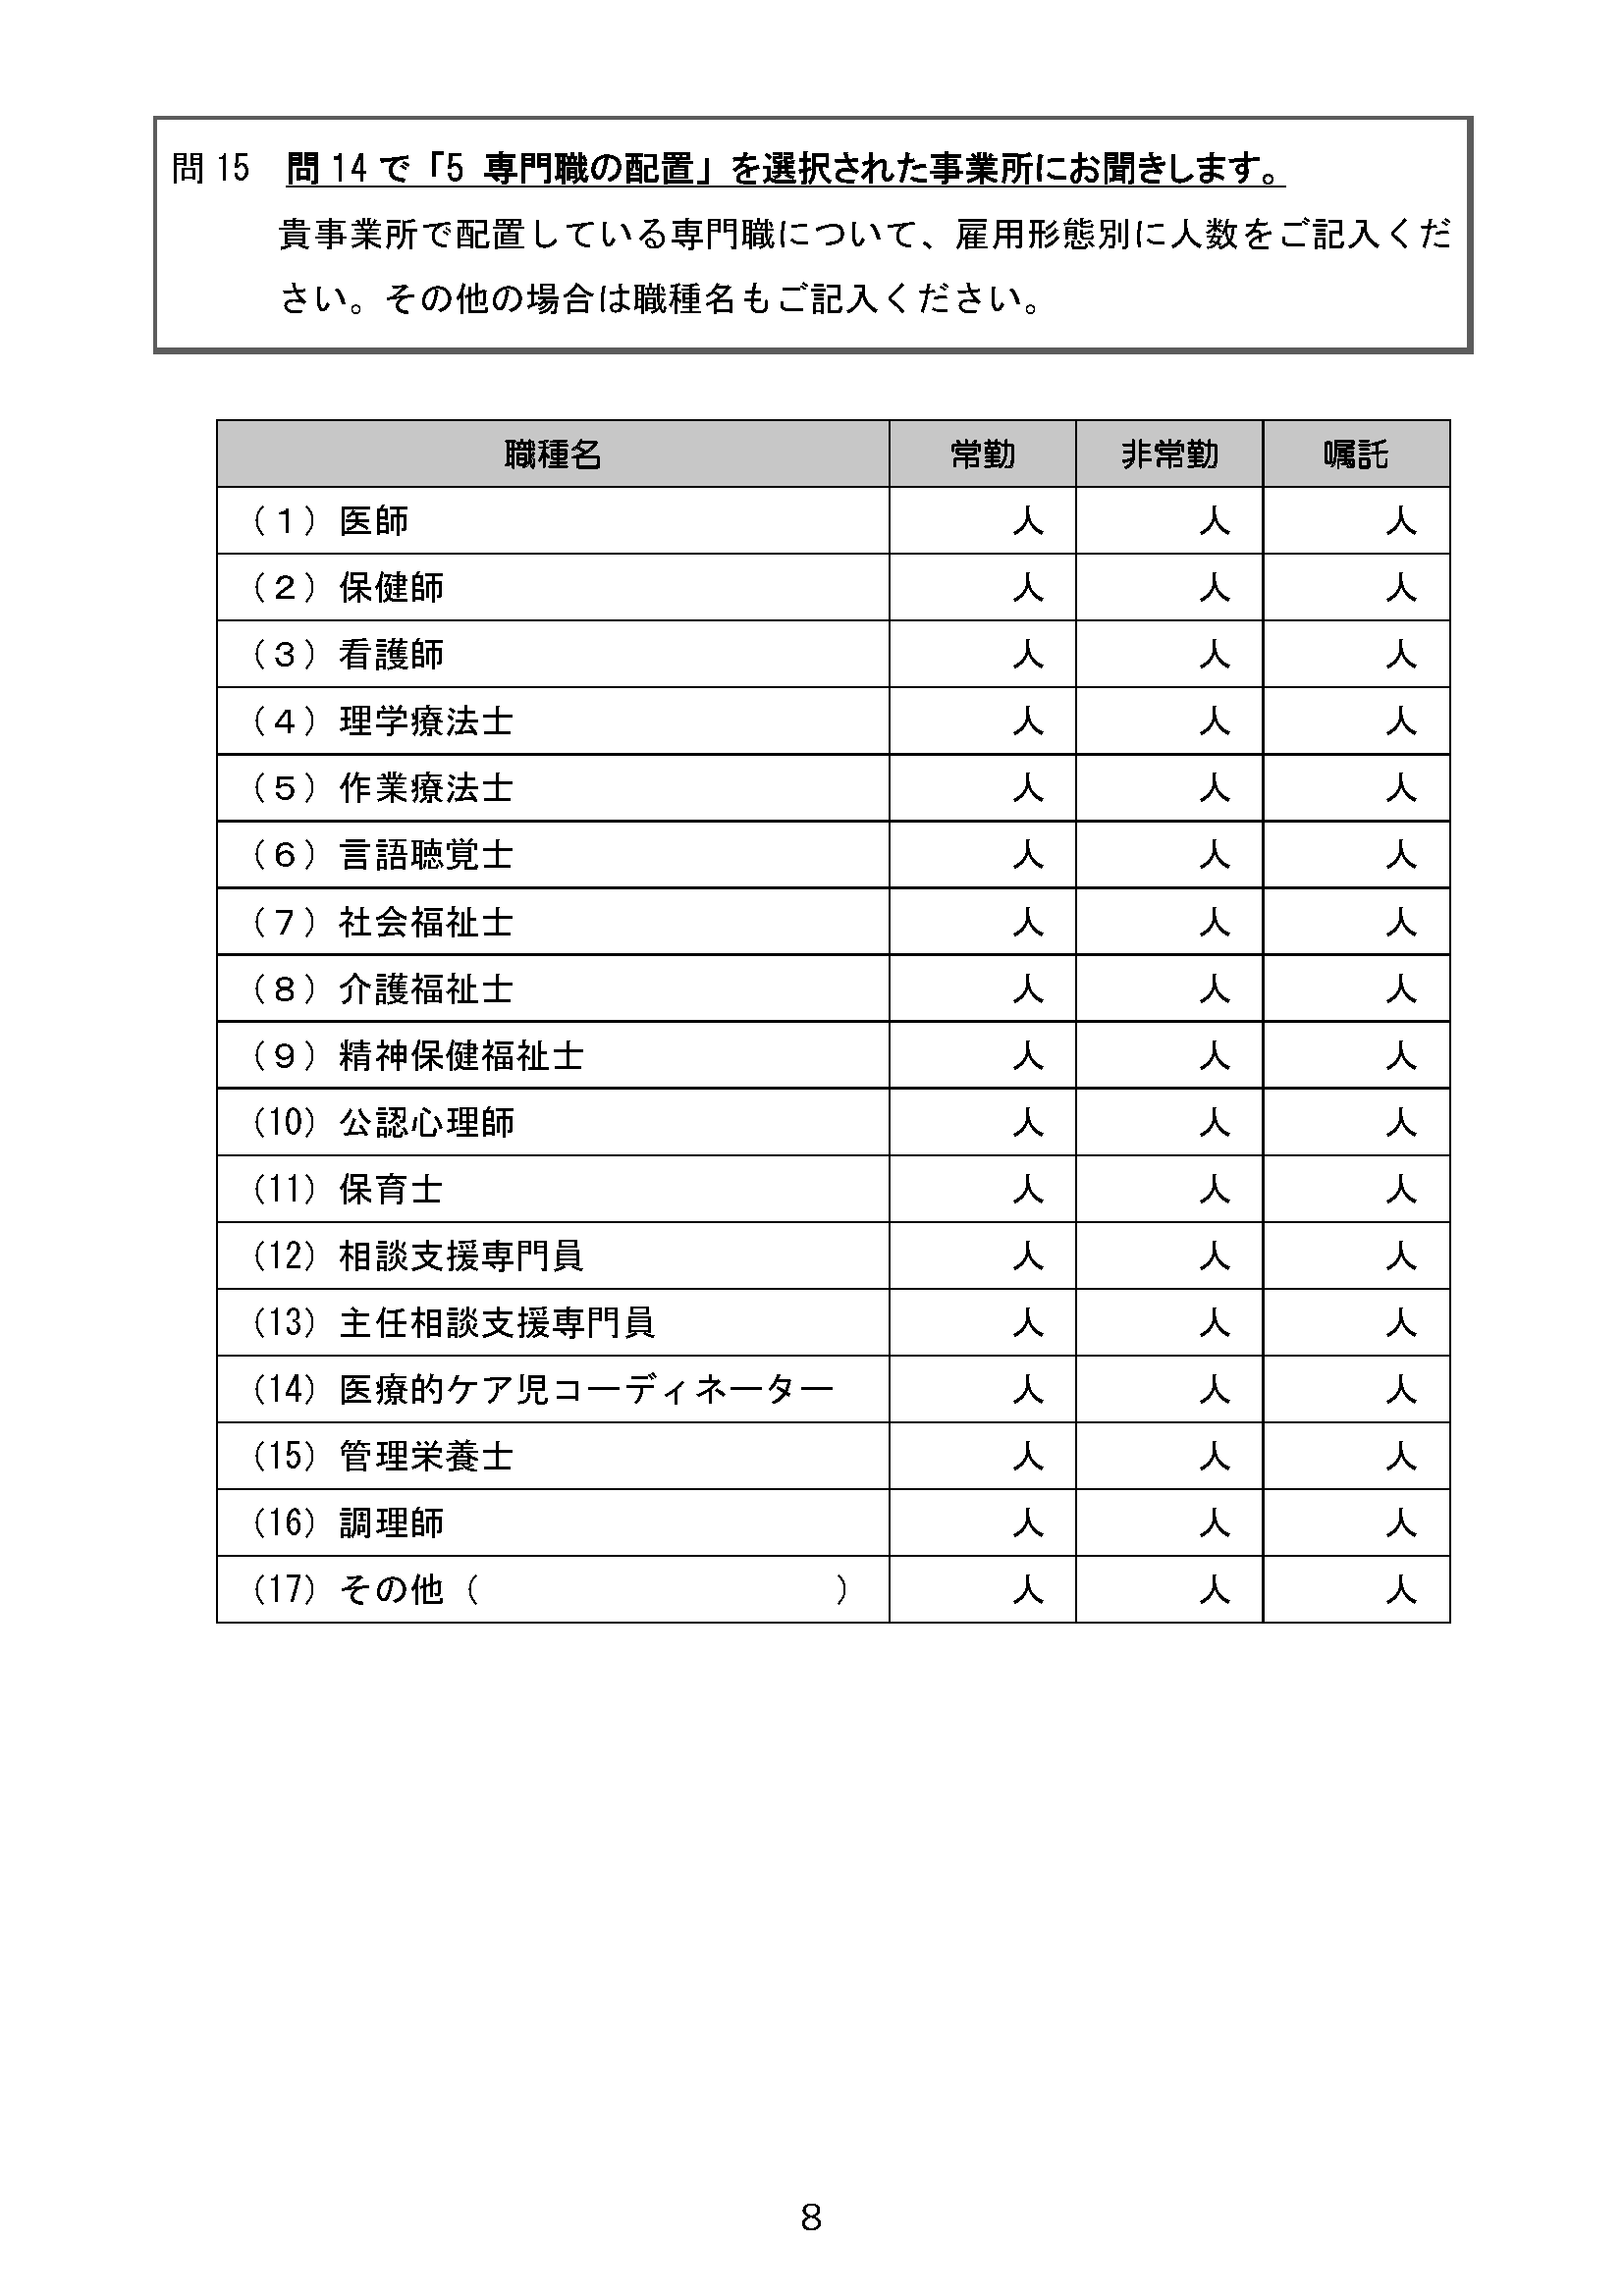 問15　問14で「5 専門職の配置」を選択された事業所にお聞きします。
貴事業所で配置している専門職について、雇用形態別に人数をご記入くだ
さい。その他の場合は職種名もご記入ください。
職種名　常勤　非常勤　嘱託
（１）医師　人　人　人
（２）保健師　人　人　人
（３）看護師　人　人　人
（４）理学療法士　人　人　人
（５）作業療法士　人　人　人
（６）言語聴覚士　人　人　人
（７）社会福祉士　人　人　人
（８）介護福祉士　人　人　人
（９）精神保健福祉士　人　人　人
（10）公認心理師　人　人　人
（11）保育士　人　人　人
（12）相談支援専門員　人　人　人
（13）主任相談支援専門員　人　人　人
（14）医療的ケア児コーディネーター　人　人　人
（15）管理栄養士　人　人　人
（16）調理師　人　人　人
（17）その他（　　　　　　　　　　）　人　人　人
8